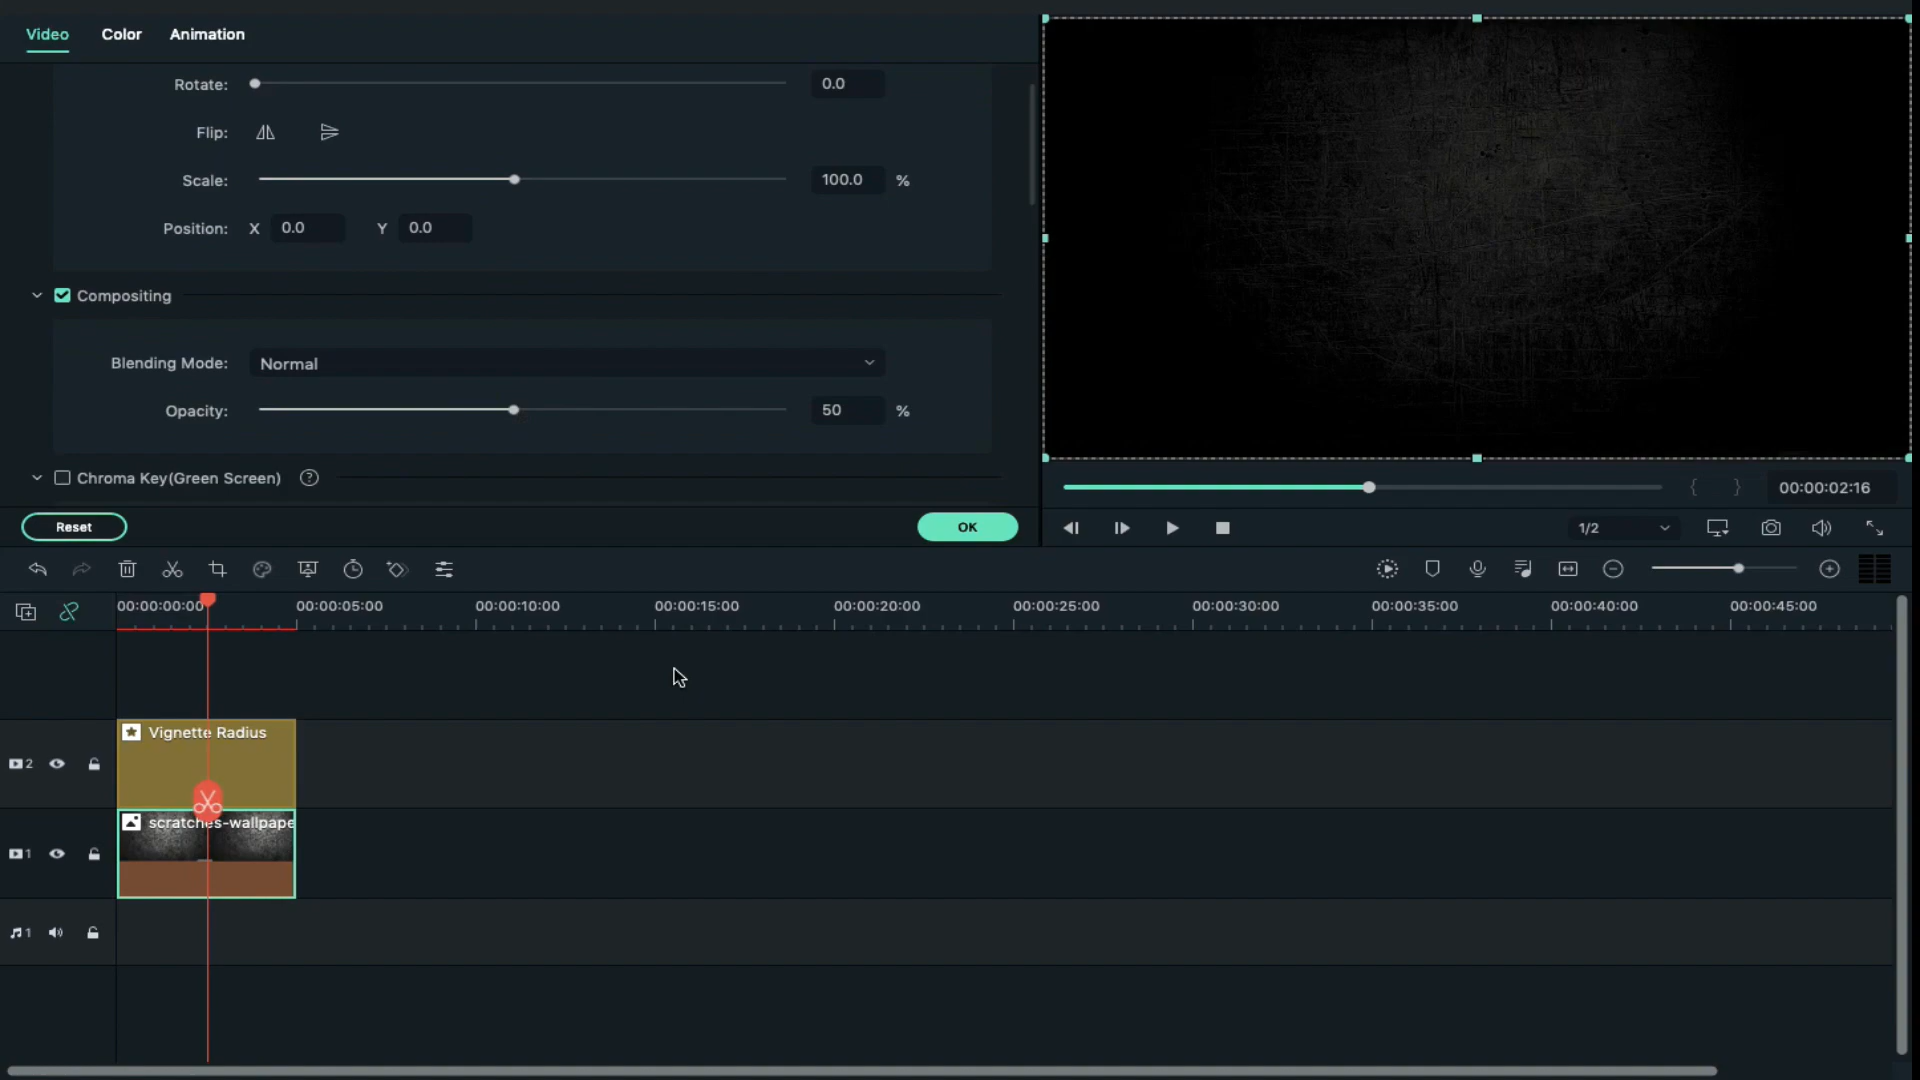 Video Color Animation
Rotate: 0.0
Flip:
Scale: 100.0 %
Position: X 0.0 Y 0.0
Compositing
Blending Mode: Normal
Opacity: 50 %
Chroma Key(Green Screen) ?
Reset OK
00:00:02:16
1/2
00:00:00:00 00:00:05:00 00:00:10:00 00:00:15:00 00:00:20:00 00:00:25:00 00:00:30:00 00:00:35:00 00:00:40:00 00:00:45:00
Vignette Radius
2
scratches-wallpape
1
1